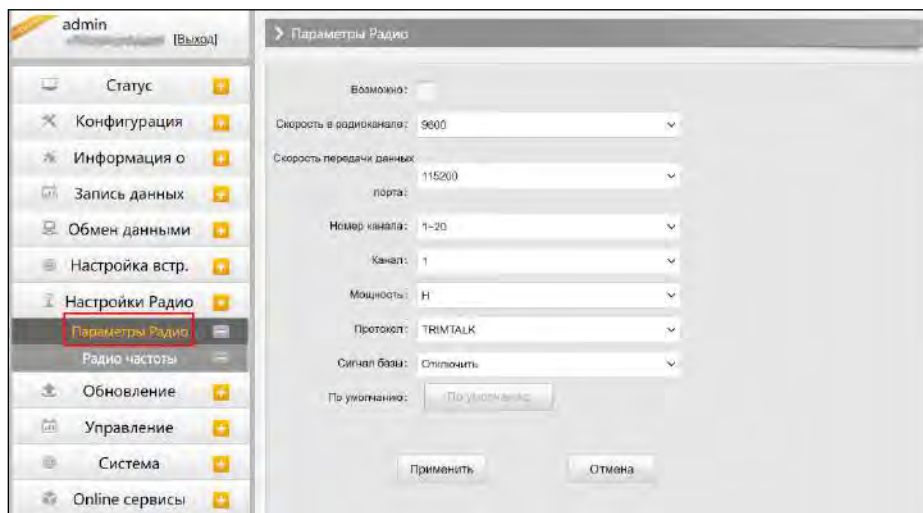 admin
[Выход]
Статус
Конфигурация
Информация о
Запись данных
Обмен данными
Настройка встр.
Настройки Радио
Параметры Радио
Радио частоты
Обновление
Управление
Система
Online сервисы
Параметры Радио
Возможно:
Скорость в радиоканале: 9600
Скорость передачи данных
порта: 115200
Номер канала: 1~20
Канал: 1
Мощность: H
Протокол: TRIMTALK
Сигнал базы: Отключить
По умолчанию: По умолчанию
Применить Отмена